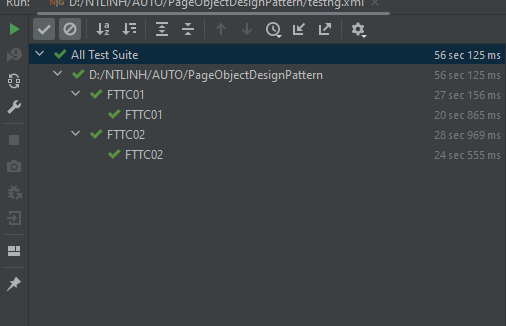 Run: NG D:/NTLINH/AUTO/PageObjectDesignPattern/testng.xml ×
All Test Suite 56 sec 125 ms
D:/NTLINH/AUTO/PageObjectDesignPattern 56 sec 125 ms
FTTC01 27 sec 156 ms
FTTC01 20 sec 865 ms
FTTC02 28 sec 969 ms
FTTC02 24 sec 555 ms